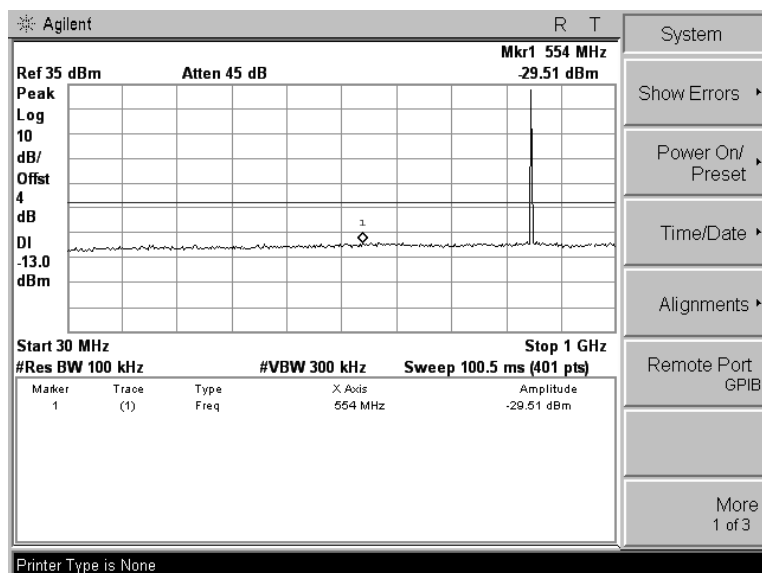 Agilent R T
Mkr1 554 MHz
Ref 35 dBm Atten 45 dB -29.51 dBm
Peak
Log
10
dB/
Offst
4
dB
DI
-13.0
dBm
1
Start 30 MHz Stop 1 GHz
#Res BW 100 kHz #VBW 300 kHz Sweep 100.5 ms (401 pts)
Marker Trace Type X Axis Amplitude
1 (1) Freq 554 MHz -29.51 dBm
Printer Type is None
System
Show Errors
Power On/
Preset
Time/Date
Alignments
Remote Port
GPIB
More
1 of 3